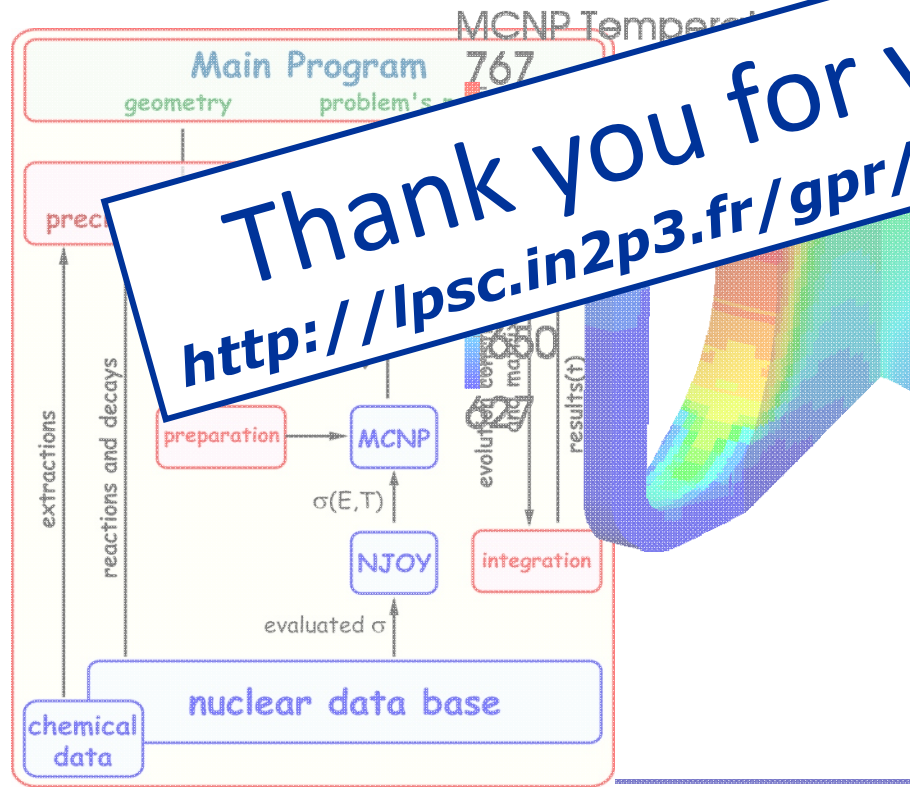 MCNP Temperat
767
Main Program
geometry problem's
Thank you for
http://lpsc.in2p3.fr/gpr/
prec
650
627
extractions
reactions and decays
evolution
results(t)
preparation
MCNP
σ(E,T)
NJOY
integration
evaluated σ
nuclear data base
chemical
data